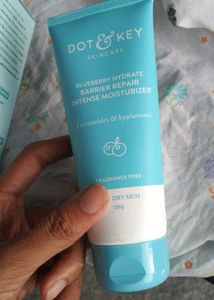 DOT & KEY
SKINCARE
BLUEBERRY HYDRATE
BARRIER REPAIR
INTENSE MOISTURIZER
5 ceramides & hyaluronic
FRAGRANCE FREE
DRY SKIN
100g